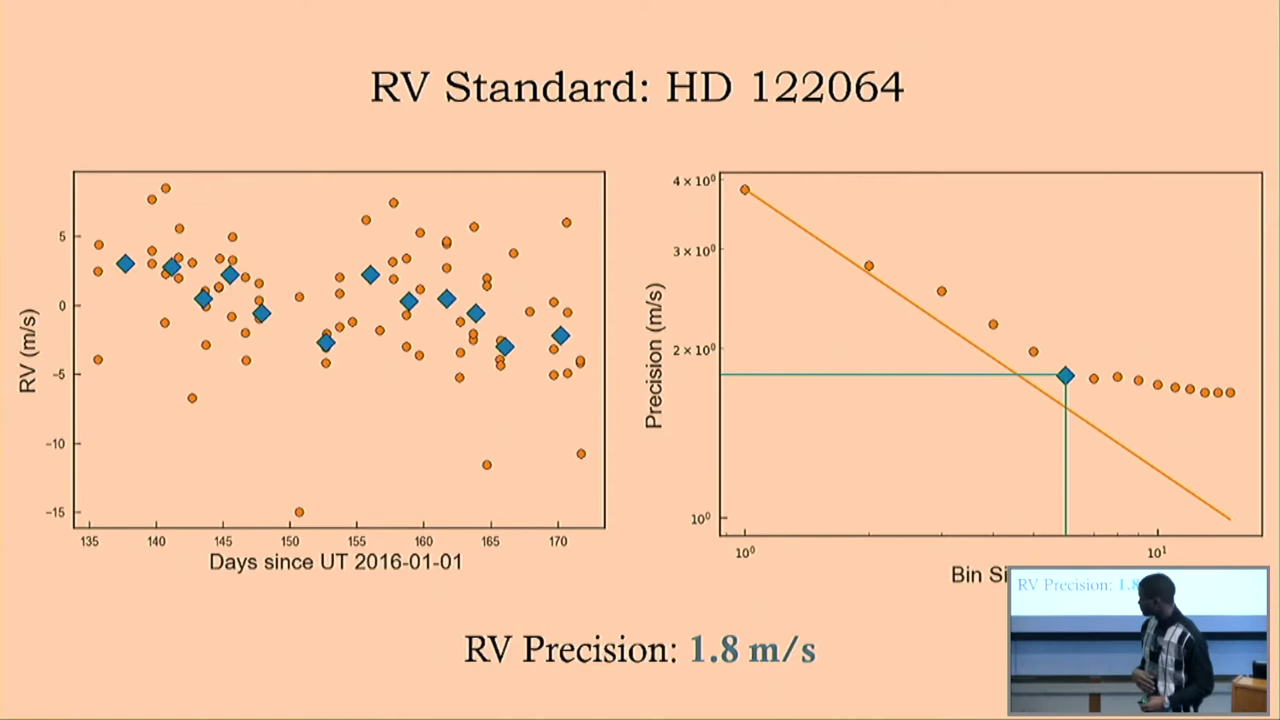 RV Standard: HD 122064
RV (m/s)
5
0
−5
−10
−15
135 140 145 150 155 160 165 170
Days since UT 2016-01-01
Precision (m/s)
4 × 10⁰
3 × 10⁰
2 × 10⁰
10⁰
10⁰ 10¹
Bin
RV Precision: 1.8 m/s
RV Precision: